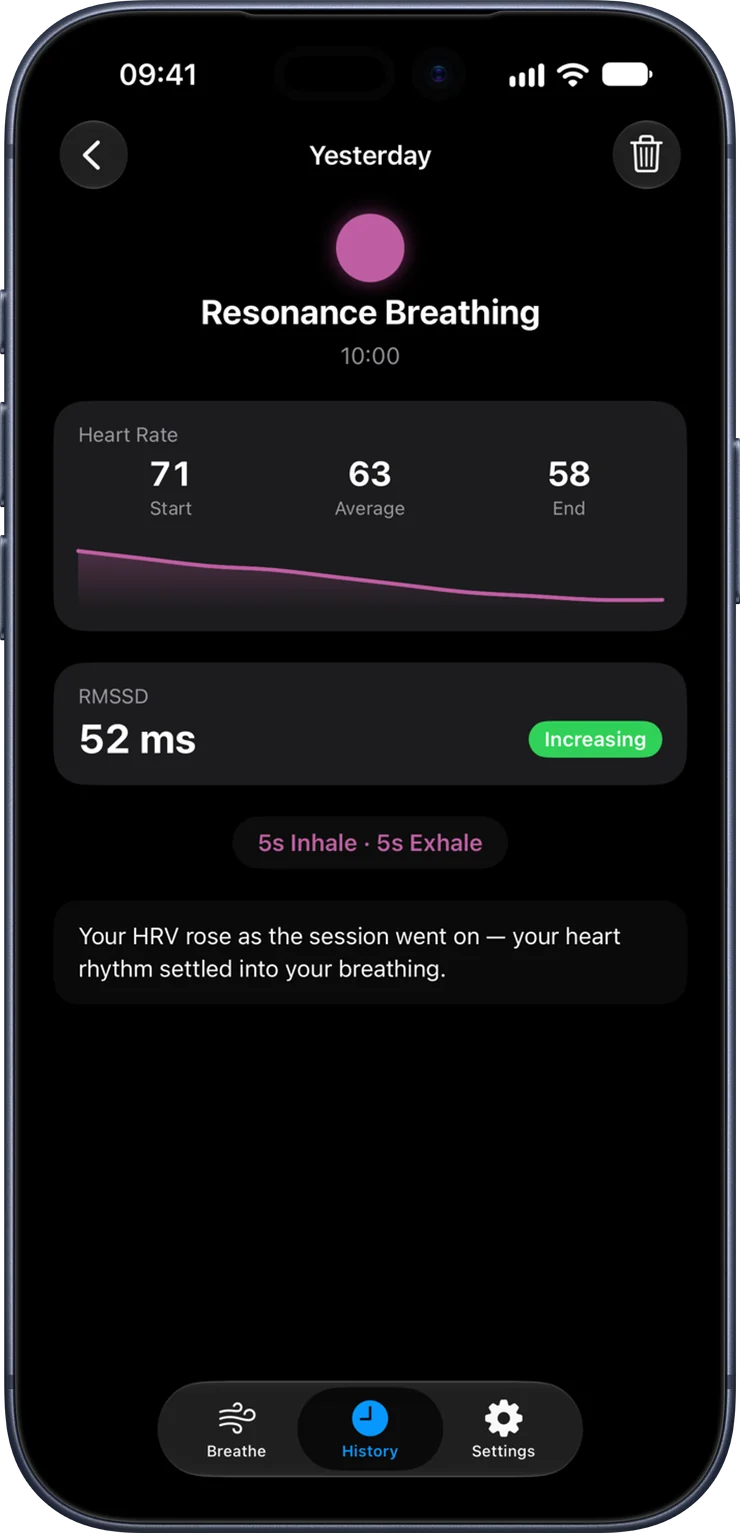 09:41
Yesterday
Resonance Breathing
10:00
Heart Rate
71 63 58
Start Average End
RMSSD
52 ms
Increasing
5s Inhale · 5s Exhale
Your HRV rose as the session went on — your heart
rhythm settled into your breathing.
Breathe History Settings